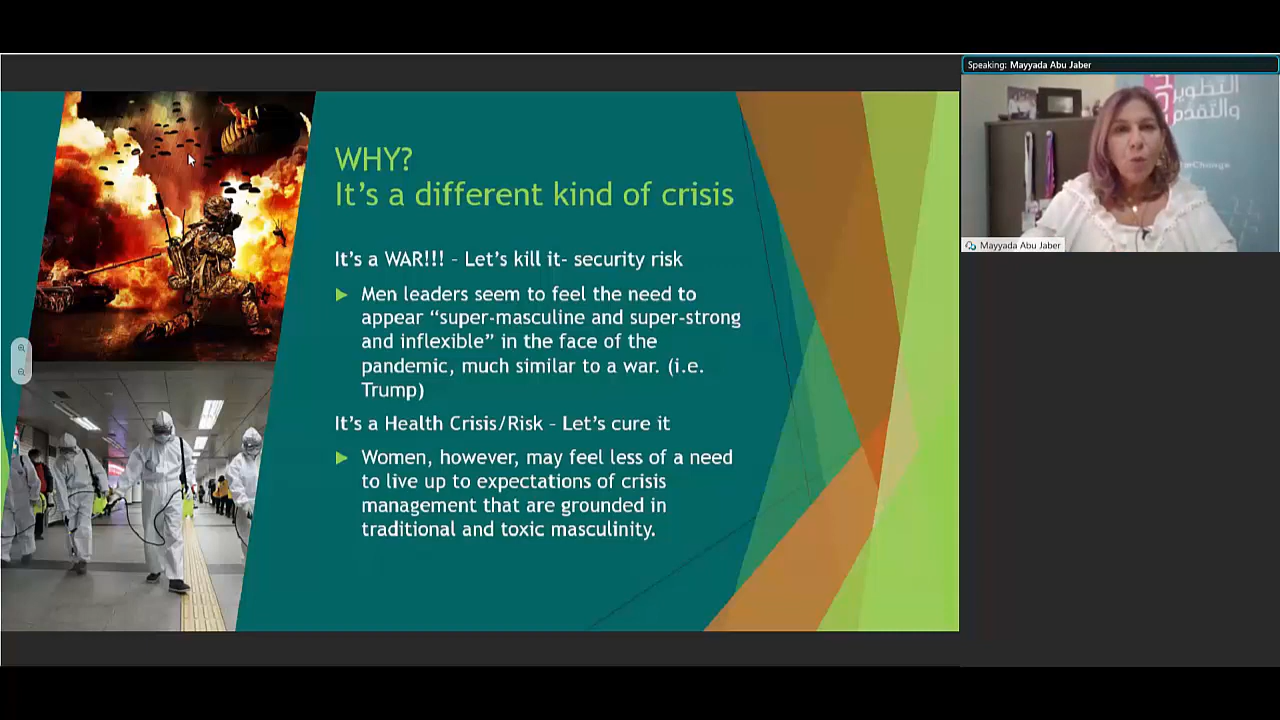 Speaking: Mayyada Abu Jaber
WHY?
It's a different kind of crisis
It's a WAR!!! – Let's kill it- security risk
Men leaders seem to feel the need to
appear “super-masculine and super-strong
and inflexible” in the face of the
pandemic, much similar to a war. (i.e.
Trump)
It's a Health Crisis/Risk – Let's cure it
Women, however, may feel less of a need
to live up to expectations of crisis
management that are grounded in
traditional and toxic masculinity.
التطوير
والتقدم
Mayyada Abu Jaber